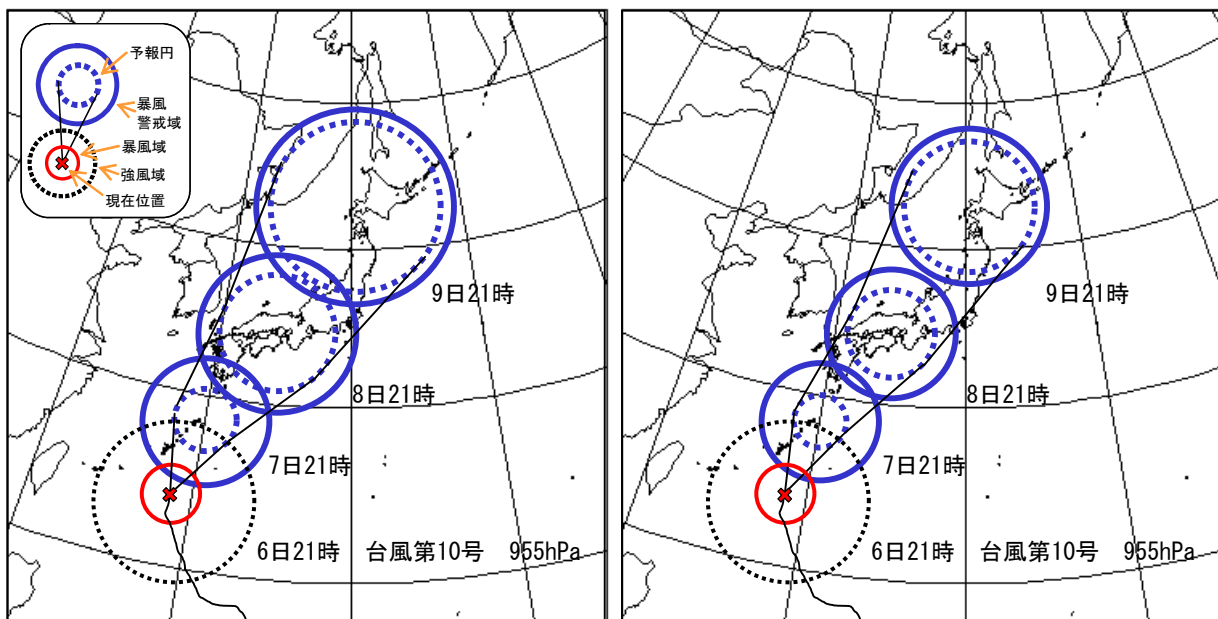 予報円
暴風
警戒域
暴風域
強風域
現在位置
9日21時
8日21時
7日21時
6日21時 台風第10号 955hPa
9日21時
8日21時
7日21時
6日21時 台風第10号 955hPa